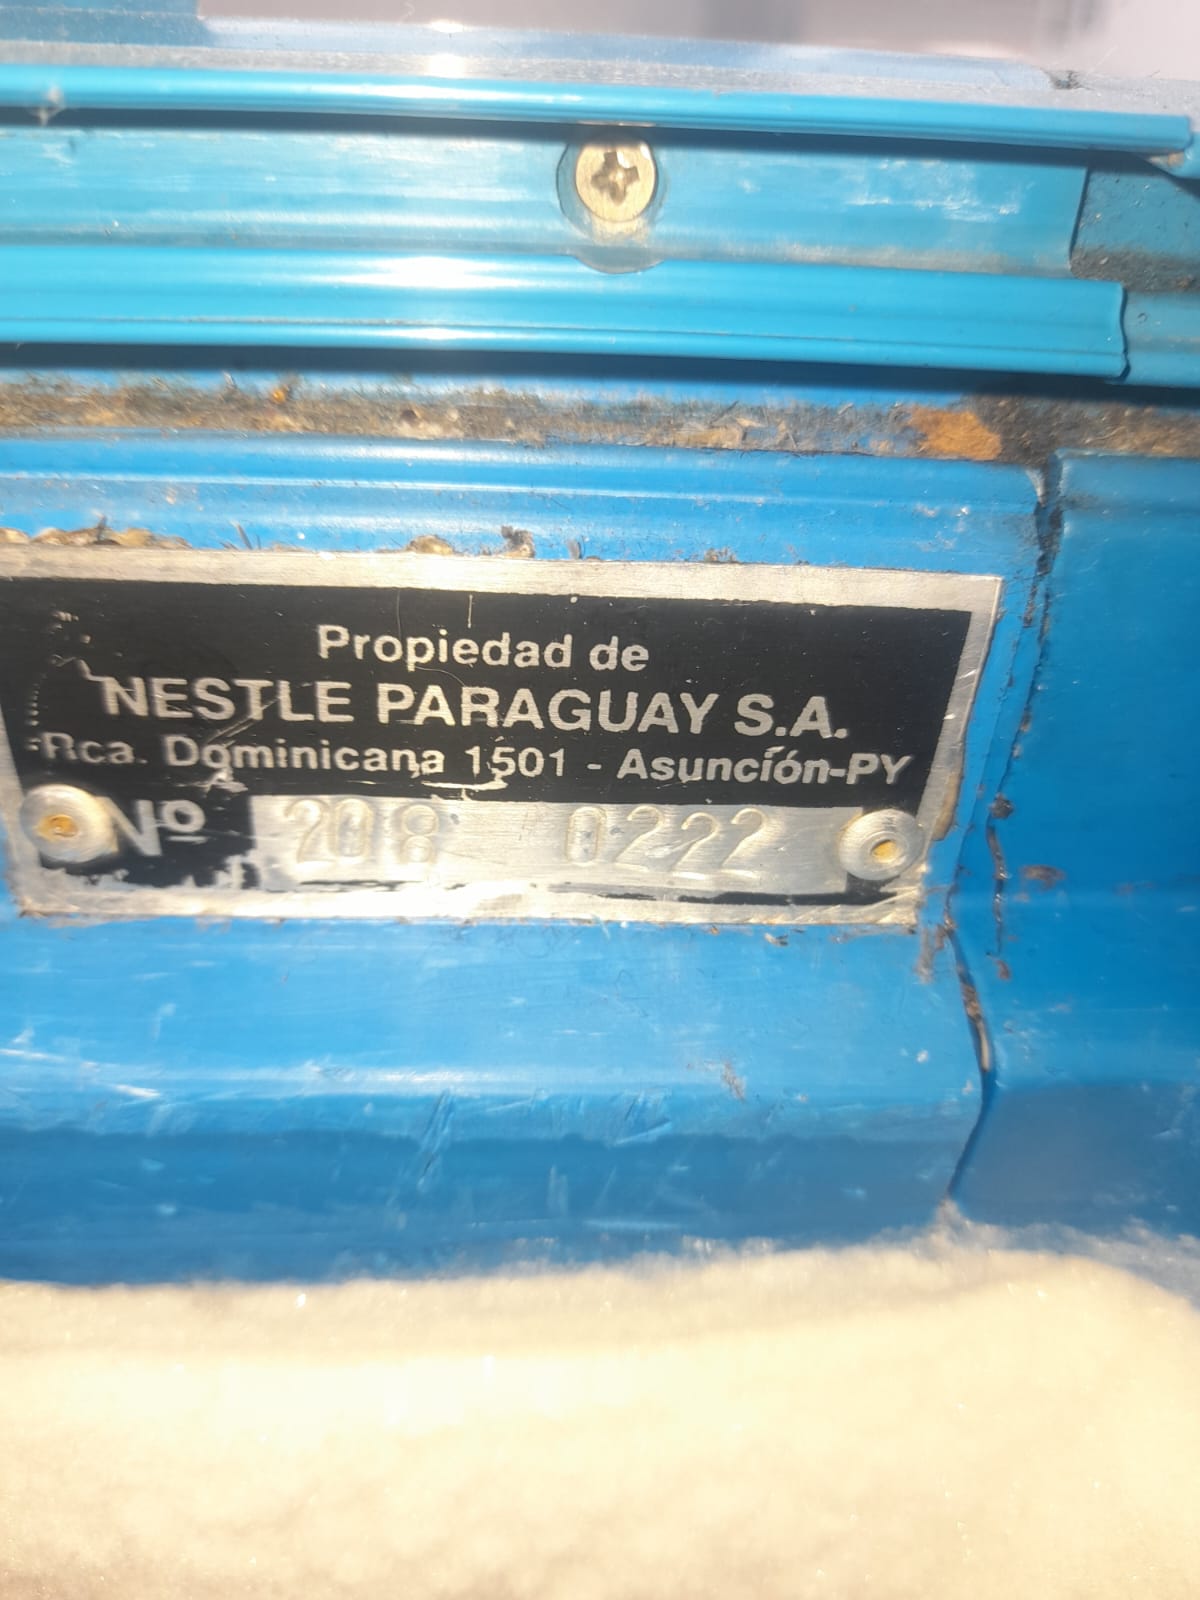 Propiedad de
NESTLE PARAGUAY S.A.
Rca. Dominicana 1501 - Asunción-PY
Nº 208 0222